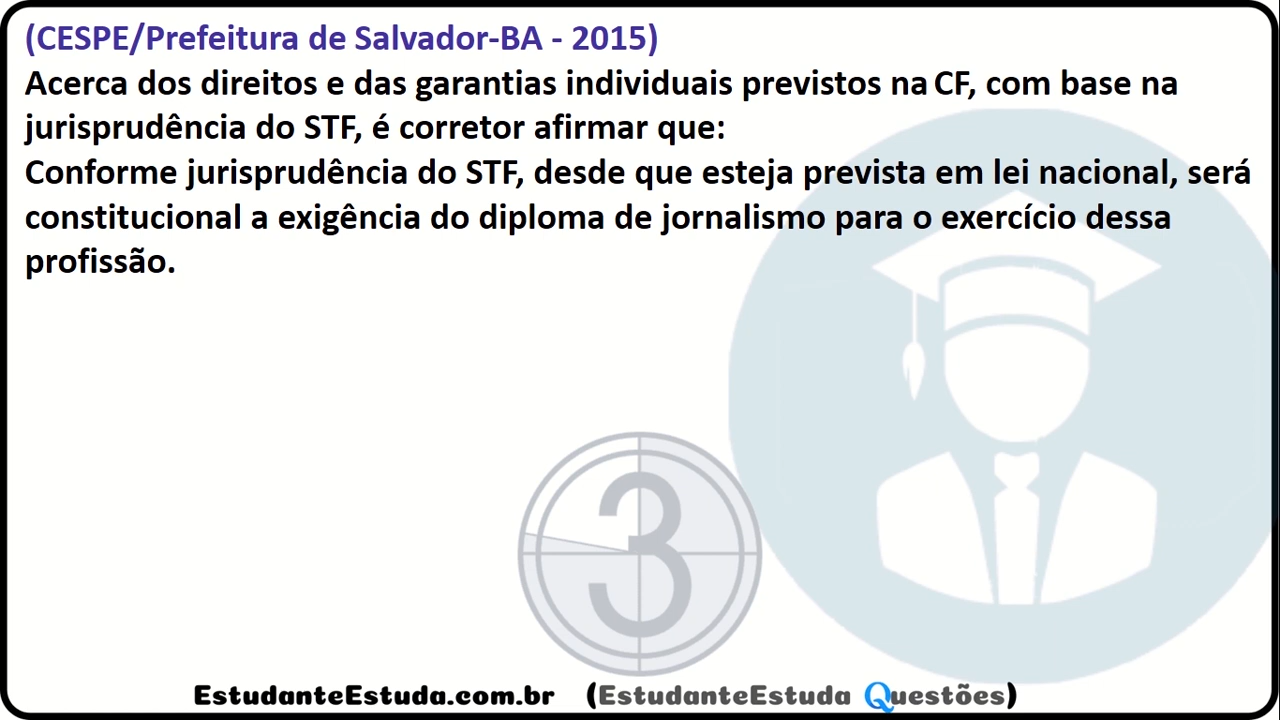 (CESPE/Prefeitura de Salvador-BA - 2015)
Acerca dos direitos e das garantias individuais previstos na CF, com base na
jurisprudência do STF, é corretor afirmar que:
Conforme jurisprudência do STF, desde que esteja prevista em lei nacional, será
constitucional a exigência do diploma de jornalismo para o exercício dessa
profissão.
3
EstudanteEstuda.com.br (EstudanteEstuda Questões)